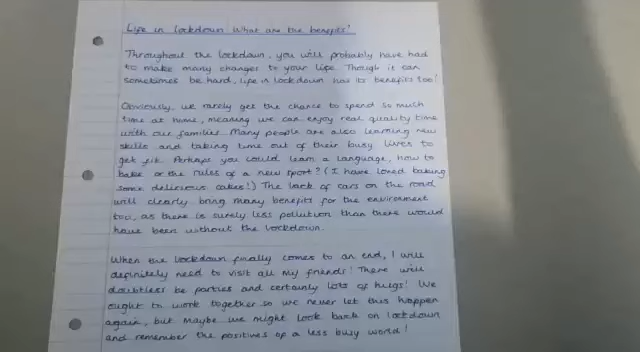 Life in lockdown What are the benefits!
Throughout the lockdown, you will probably have had
to make many changes to your life. Though it can
sometimes be hard, life in lockdown has its benefits too!
Obviously, we rarely get the chance to spend so much
time at home, meaning we can enjoy real quality time
with our families. Many people are also learning new
skills and taking time out of their busy lives to
get fit. Perhaps you could learn a language, how to
bake or the rules of a new sport? (I have loved baking
some delicious cakes!) The lack of cars on the road
will clearly bring many benefits for the environment
too, as there is surely less pollution than there would
have been without the lockdown.
When the lockdown finally comes to an end, I will
definitely need to visit all my friends! There will
doubtless be parties and certainly lots of hugs! We
ought to work together so we never let this happen
again, but maybe we might look back on lockdown
and remember the positives of a less busy world!